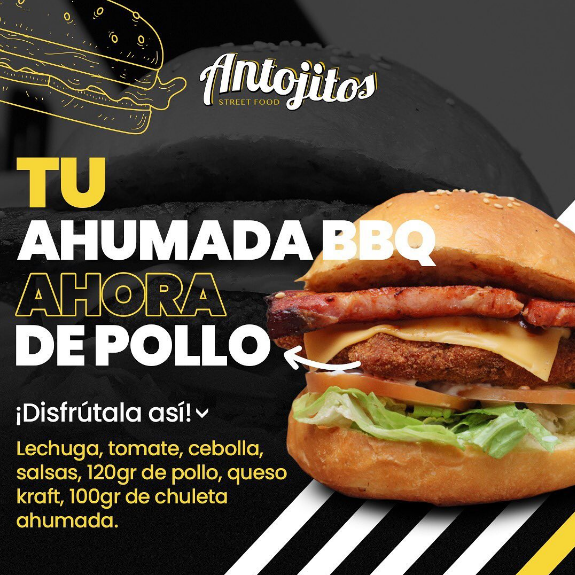 Antojitos
STREET FOOD
TU
AHUMADA BBQ
AHORA
DE POLLO
¡Disfrútala así!
Lechuga, tomate, cebolla,
salsas, 120gr de pollo, queso
kraft, 100gr de chuleta
ahumada.